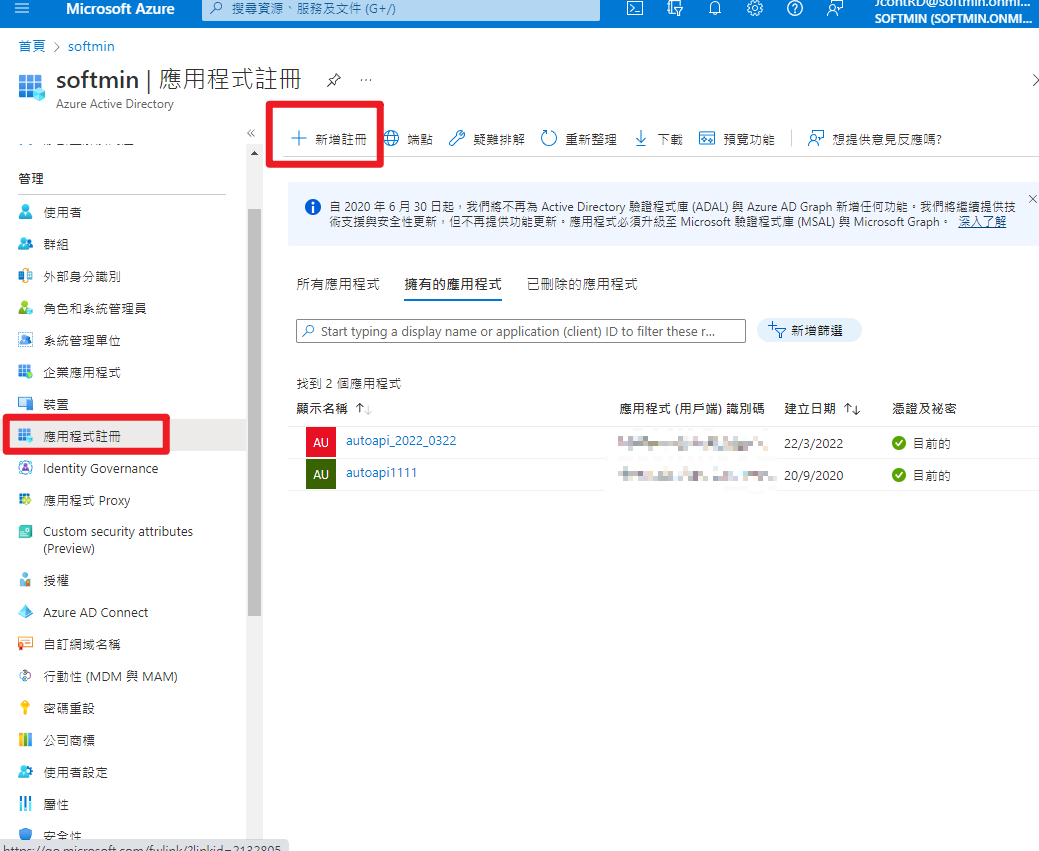 Microsoft Azure
搜尋資源、服務及文件 (G+/)
JcontRD@softmin.onmi...
SOFTMIN (SOFTMIN.ONMI...
首頁 > softmin
softmin | 應用程式註冊
Azure Active Directory
新增註冊
端點
疑難排解
重新整理
下載
預覽功能
想提供意見反應嗎?
管理
使用者
群組
外部身分識別
角色和系統管理員
系統管理單位
企業應用程式
裝置
應用程式註冊
Identity Governance
應用程式 Proxy
Custom security attributes
(Preview)
授權
Azure AD Connect
自訂網域名稱
行動性 (MDM 與 MAM)
密碼重設
公司商標
使用者設定
屬性
安全性
自 2020 年 6 月 30 日起，我們將不再為 Active Directory 驗證程式庫 (ADAL) 與 Azure AD Graph 新增任何功能。我們將繼續提供技
術支援與安全性更新，但不再提供功能更新。應用程式必須升級至 Microsoft 驗證程式庫 (MSAL) 與 Microsoft Graph。 深入了解
所有應用程式
擁有的應用程式
已刪除的應用程式
Start typing a display name or application (client) ID to filter these r...
新增篩選
找到 2 個應用程式
顯示名稱 應用程式 (用戶端) 識別碼 建立日期 憑證及祕密
AU autoapi_2022_0322 22/3/2022 目前的
AU autoapi1111 20/9/2020 目前的
https://go.microsoft.com/fwlink/?linkid=2132805